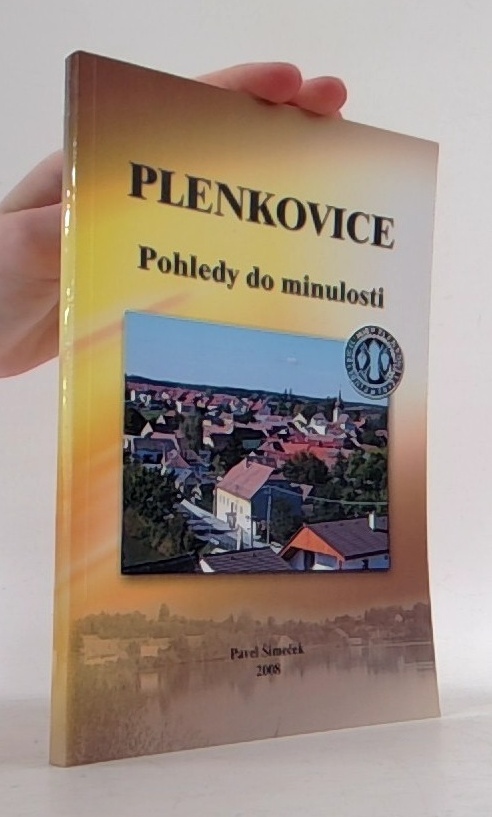 PLENKOVICE
Pohledy do minulosti
Pavel Šimeček
2008